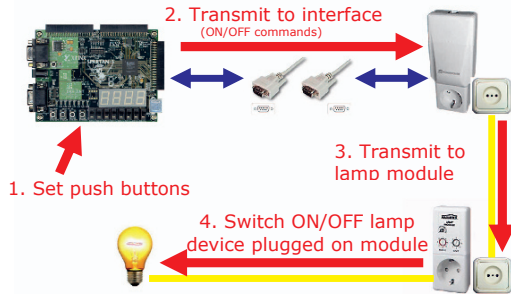 2. Transmit to interface
(ON/OFF commands)
1. Set push buttons
3. Transmit to
lamp module
4. Switch ON/OFF lamp
device plugged on module